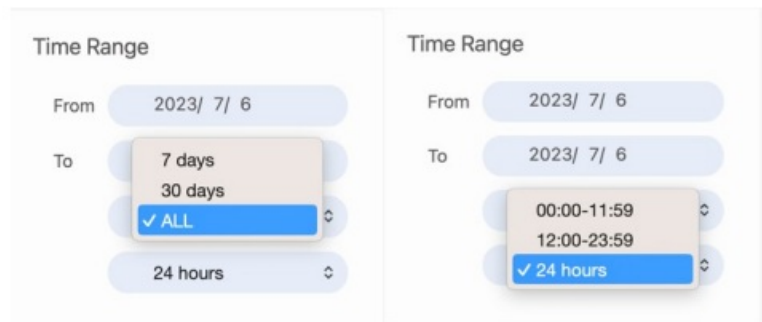 Time Range
From 2023/ 7/ 6
To
7 days
30 days
✓ ALL
24 hours
Time Range
From 2023/ 7/ 6
To 2023/ 7/ 6
00:00-11:59
12:00-23:59
✓ 24 hours